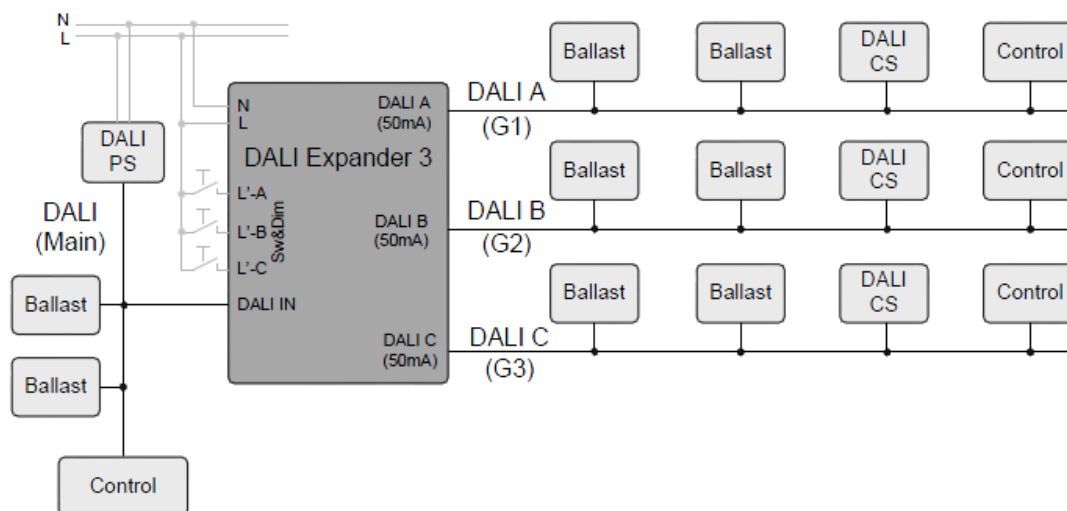 N
L
DALI
PS
DALI
(Main)
Ballast
Ballast
Control
N
L
DALI Expander 3
L'-A
L'-B
L'-C
Sw&Dim
DALI IN
DALI A
(50mA)
DALI B
(50mA)
DALI C
(50mA)
DALI A
(G1)
Ballast
Ballast
DALI
CS
Control
DALI B
(G2)
Ballast
Ballast
DALI
CS
Control
DALI C
(G3)
Ballast
Ballast
DALI
CS
Control